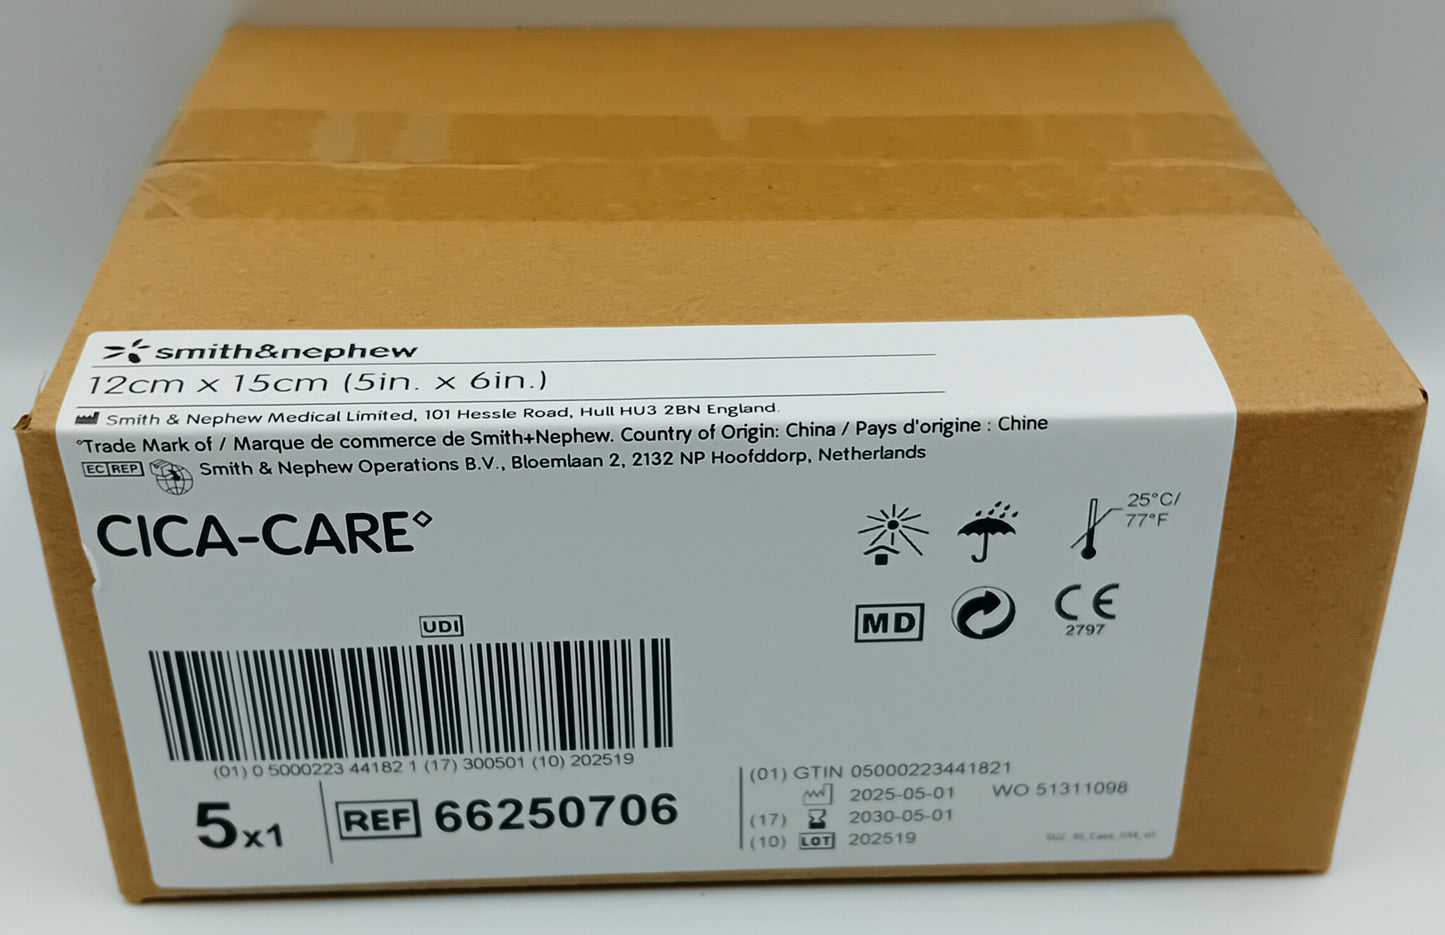 smith&nephew
12cm x 15cm (5in. x 6in.)
Smith & Nephew Medical Limited, 101 Hessle Road, Hull HU3 2BN England.
°Trade Mark of / Marque de commerce de Smith+Nephew. Country of Origin: China / Pays d'origine : Chine
EC REP Smith & Nephew Operations B.V., Bloemlaan 2, 2132 NP Hoofddorp, Netherlands
CICA-CARE◊
25°C/
77°F
MD
CE
2797
UDI
(01) 0 5000223 44182 1 (17) 300501 (10) 202519
5x1
REF 66250706
(01) GTIN 05000223441821
2025-05-01 WO 51311098
(17) 2030-05-01
(10) LOT 202519